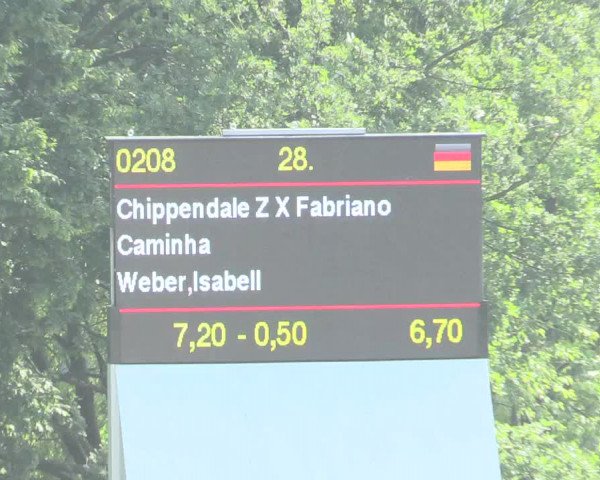 0208 28.
Chippendale Z X Fabriano
Caminha
Weber,Isabell
7,20 - 0,50 6,70